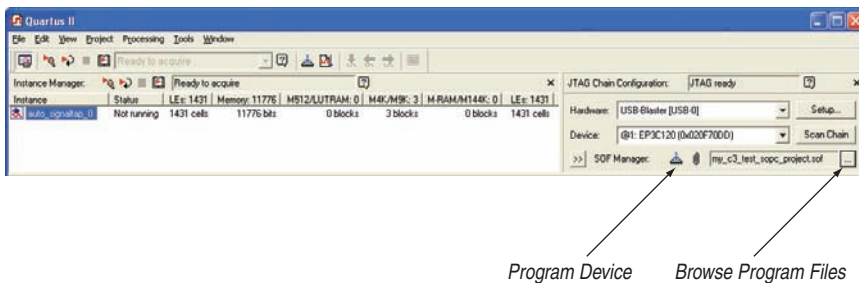 Quartus II
File Edit View Project Processing Tools Window
Ready to acquire
Instance Manager: Ready to acquire
Instance Status LEs: 1431 Memory: 11776 M512/LUTRAM: 0 M4K/M9K: 3 M-RAM/M144K: 0 LEs: 1431
auto_signaltap_0 Not running 1431 cells 11776 bits 0 blocks 3 blocks 0 blocks 1431 cells
JTAG Chain Configuration: JTAG ready
Hardware: USB-Blaster [USB-0] Setup...
Device: @1: EP3C120 (0x020F70DD) Scan Chain
>> SOF Manager: my_c3_test_sopc_project.sof ...
Program Device Browse Program Files